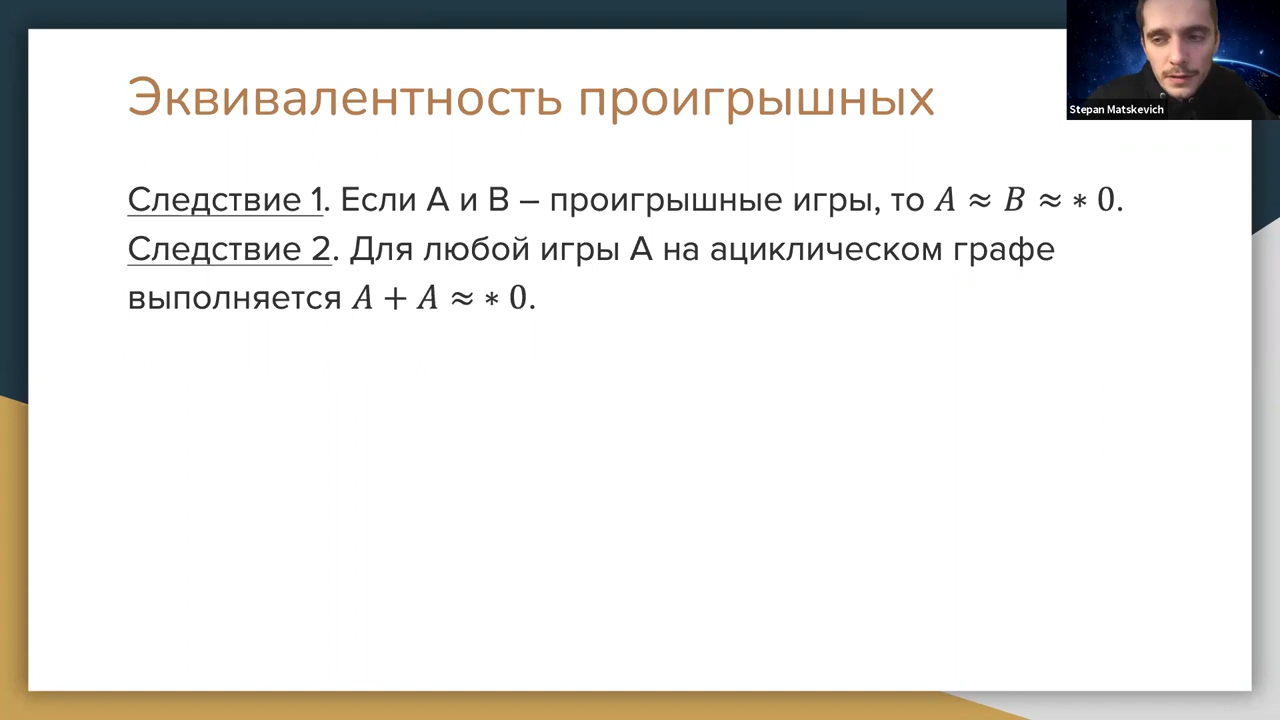 Эквивалентность проигрышных
Stepan Matskevich
Следствие 1. Если А и В – проигрышные игры, то A ≈ B ≈ ∗ 0.
Следствие 2. Для любой игры А на ациклическом графе
выполняется A + A ≈ ∗ 0.